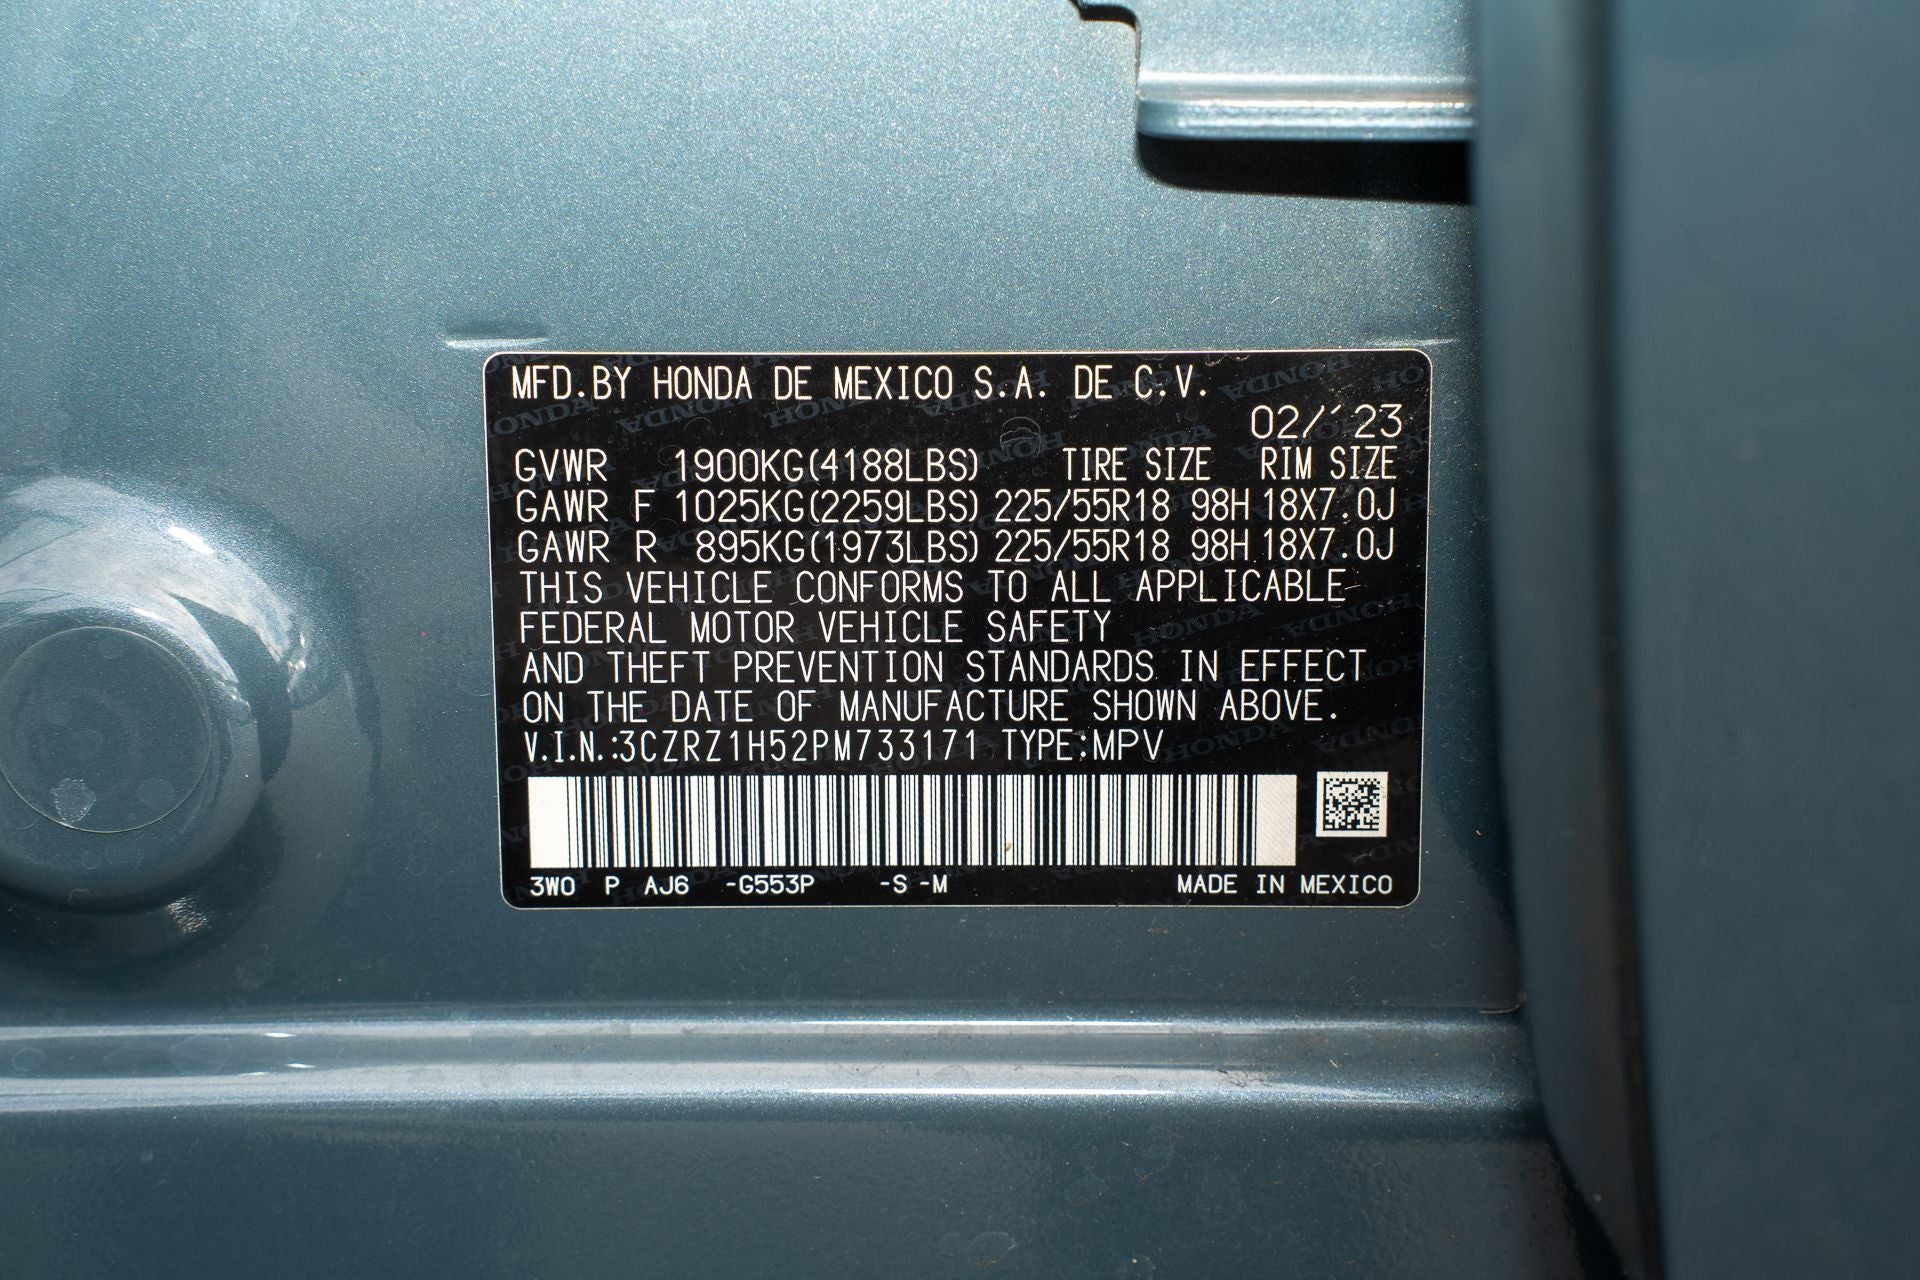 MFD.BY HONDA DE MEXICO S.A. DE C.V.
02/'23
GVWR 1900KG(4188LBS) TIRE SIZE RIM SIZE
GAWR F 1025KG(2259LBS) 225/55R18 98H 18X7.0J
GAWR R 895KG(1973LBS) 225/55R18 98H 18X7.0J
THIS VEHICLE CONFORMS TO ALL APPLICABLE
FEDERAL MOTOR VEHICLE SAFETY
AND THEFT PREVENTION STANDARDS IN EFFECT
ON THE DATE OF MANUFACTURE SHOWN ABOVE.
V.I.N.:3CZRZ1H52PM733171 TYPE:MPV
3W0 P AJ6 -G553P -S -M MADE IN MEXICO